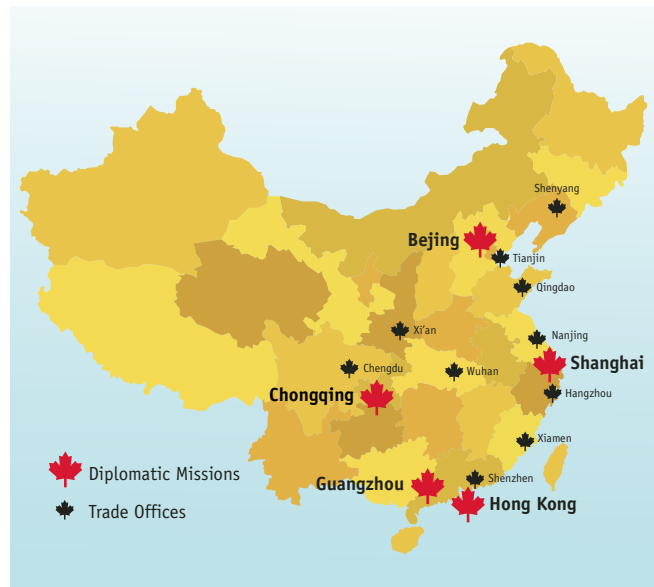 Shenyang
Bejing
Tianjin
Qingdao
Xi'an
Nanjing
Shanghai
Chengdu
Wuhan
Chongqing
Hangzhou
Xiamen
Diplomatic Missions
Guangzhou
Shenzhen
Hong Kong
Trade Offices